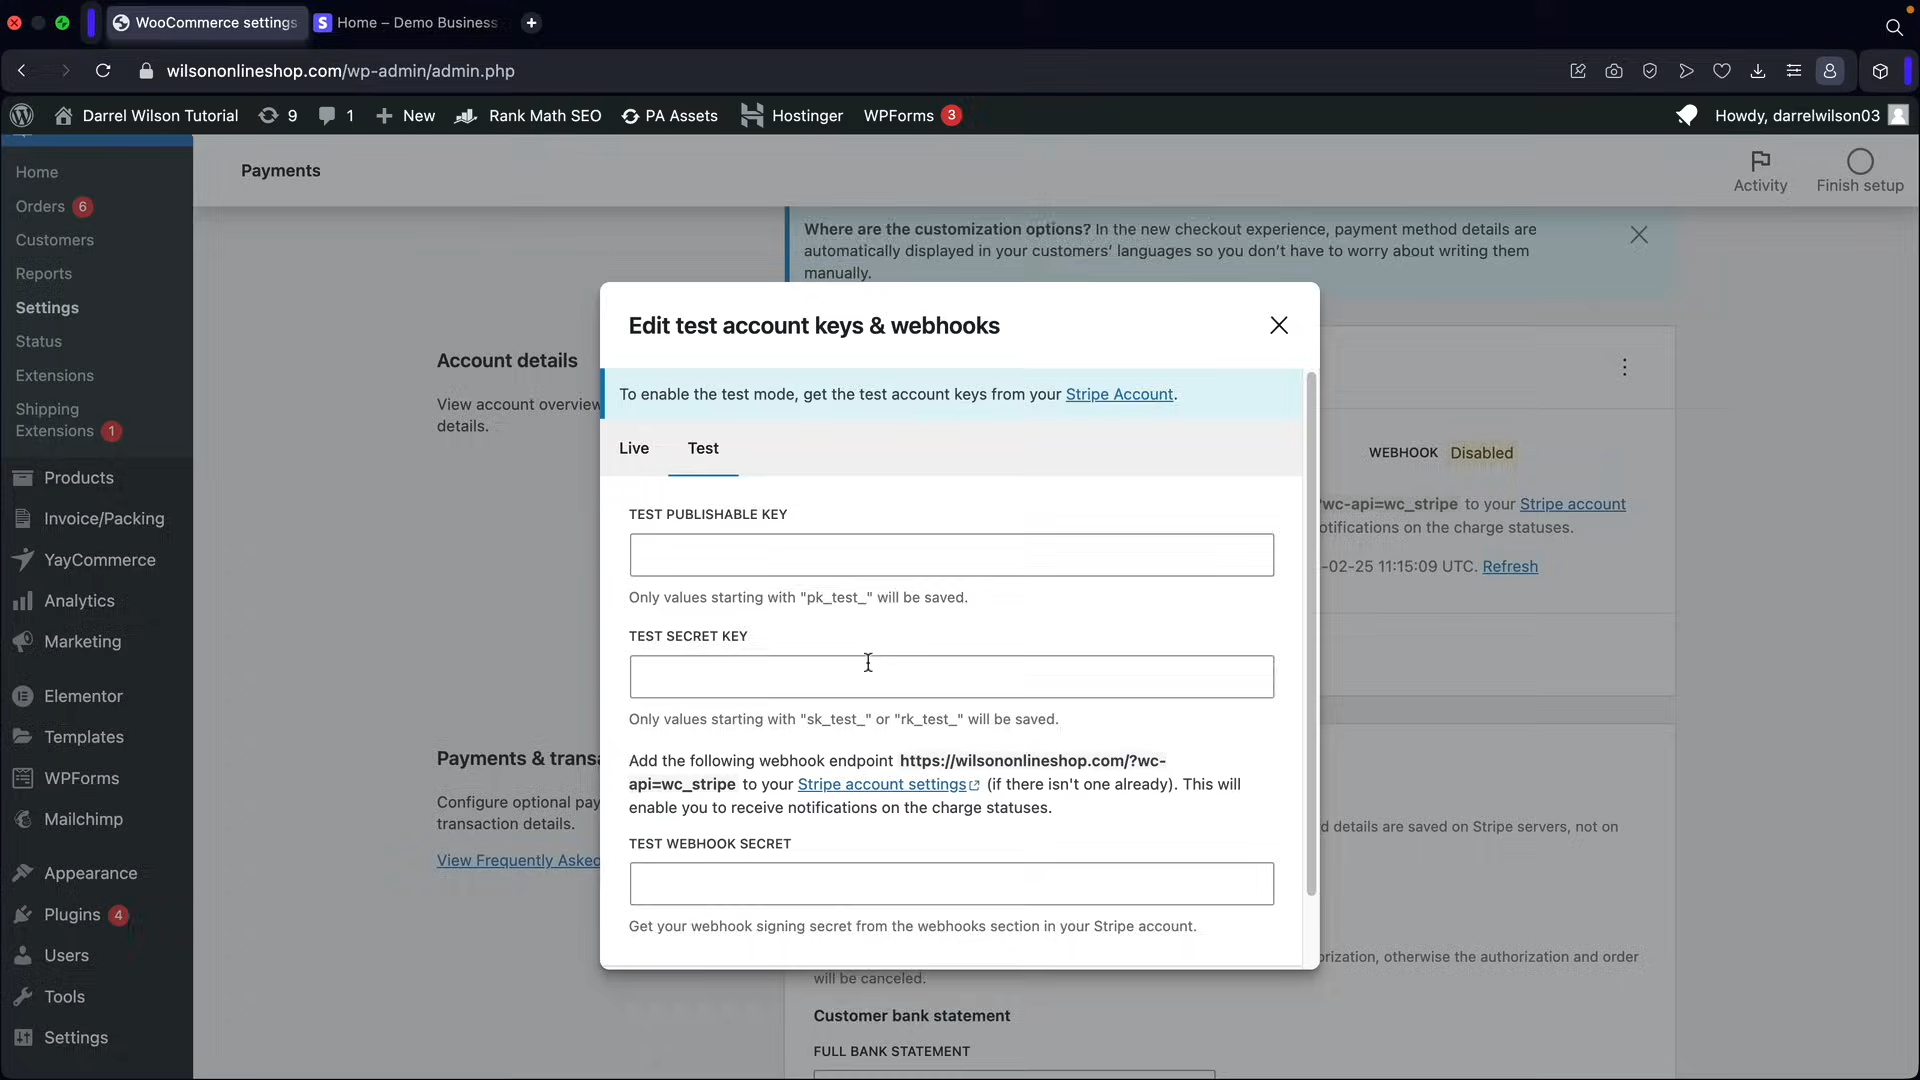 WooCommerce settings
Home – Demo Business
wilsononlineshop.com/wp-admin/admin.php
Darrel Wilson Tutorial 9 1 New Rank Math SEO PA Assets Hostinger WPForms 3 Howdy, darrelwilson03
Home
Orders 6
Customers
Reports
Settings
Status
Extensions
Shipping
Extensions 1
Products
Invoice/Packing
YayCommerce
Analytics
Marketing
Elementor
Templates
WPForms
Mailchimp
Appearance
Plugins 4
Users
Tools
Settings
Payments
Activity
Finish setup
Where are the customization options? In the new checkout experience, payment method details are
automatically displayed in your customers' languages so you don't have to worry about writing them
manually.
Account details
View account overview
details.
WEBHOOK Disabled
?wc-api=wc_stripe to your Stripe account
otifications on the charge statuses.
-02-25 11:15:09 UTC. Refresh
Payments & transa
Configure optional pay
transaction details.
View Frequently Asked
d details are saved on Stripe servers, not on
orization, otherwise the authorization and order
will be canceled.
Customer bank statement
FULL BANK STATEMENT
Edit test account keys & webhooks
To enable the test mode, get the test account keys from your Stripe Account.
Live Test
TEST PUBLISHABLE KEY
Only values starting with "pk_test_" will be saved.
TEST SECRET KEY
Only values starting with "sk_test_" or "rk_test_" will be saved.
Add the following webhook endpoint https://wilsononlineshop.com/?wc-
api=wc_stripe to your Stripe account settings (if there isn't one already). This will
enable you to receive notifications on the charge statuses.
TEST WEBHOOK SECRET
Get your webhook signing secret from the webhooks section in your Stripe account.